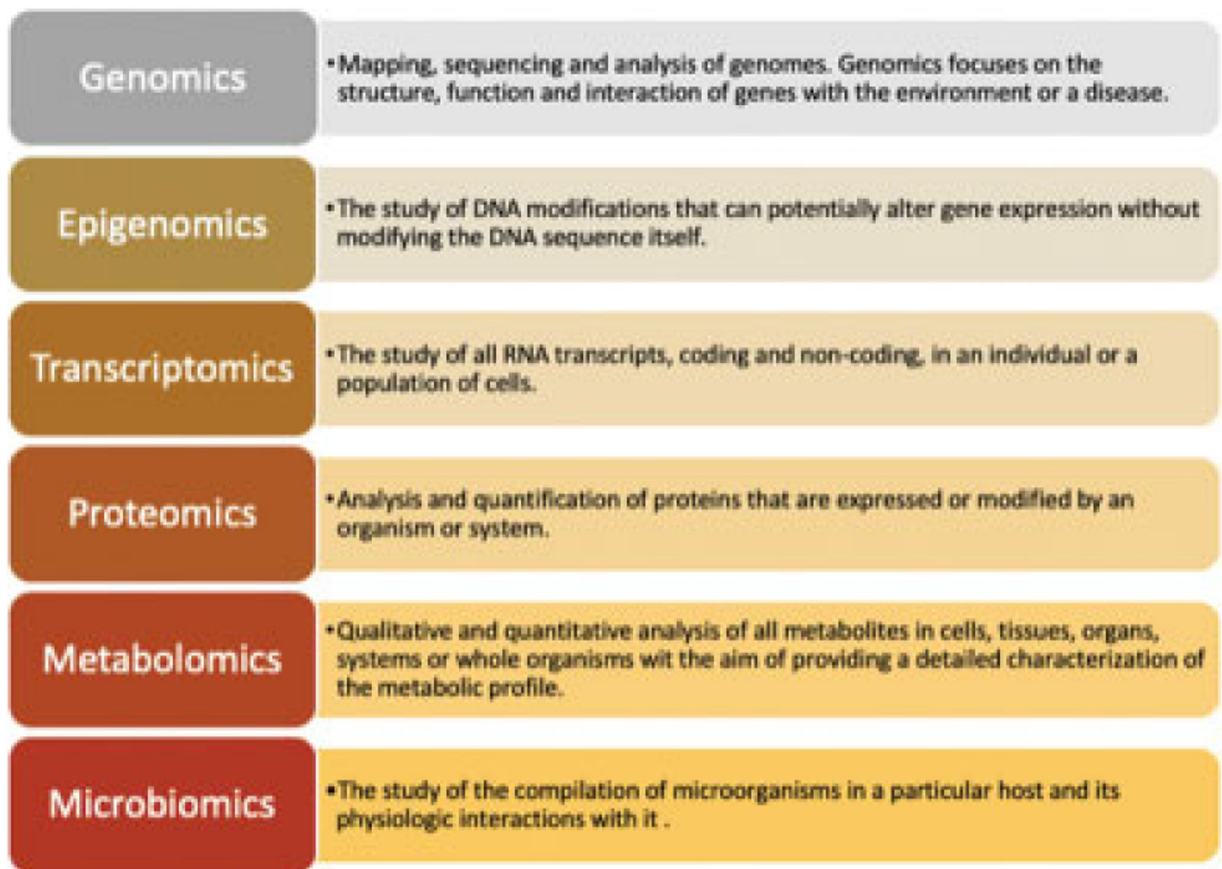 Genomics
•Mapping, sequencing and analysis of genomes. Genomics focuses on the
structure, function and interaction of genes with the environment or a disease.
Epigenomics
•The study of DNA modifications that can potentially alter gene expression without
modifying the DNA sequence itself.
Transcriptomics
•The study of all RNA transcripts, coding and non-coding, in an individual or a
population of cells.
Proteomics
•Analysis and quantification of proteins that are expressed or modified by an
organism or system.
Metabolomics
•Qualitative and quantitative analysis of all metabolites in cells, tissues, organs,
systems or whole organisms wit the aim of providing a detailed characterization of
the metabolic profile.
Microbiomics
•The study of the compilation of microorganisms in a particular host and its
physiologic interactions with it .